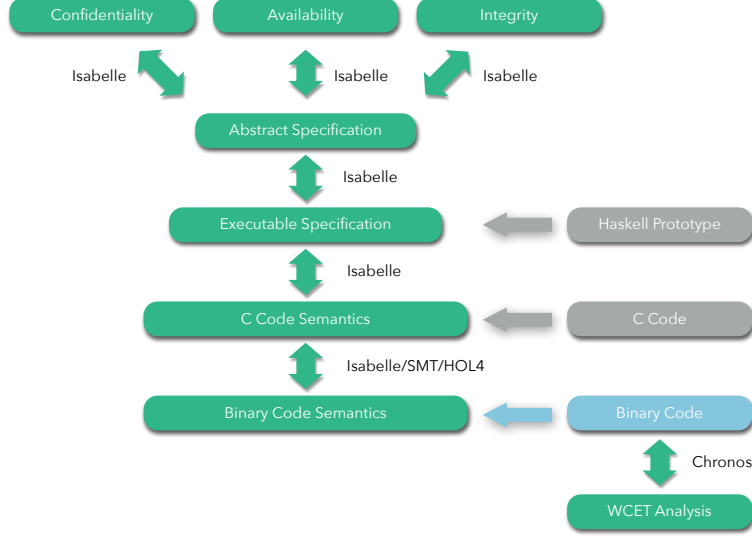 Confidentiality
Availability
Integrity
Isabelle
Isabelle
Isabelle
Abstract Specification
Isabelle
Executable Specification
Haskell Prototype
Isabelle
C Code Semantics
C Code
Isabelle/SMT/HOL4
Binary Code Semantics
Binary Code
Chronos
WCET Analysis